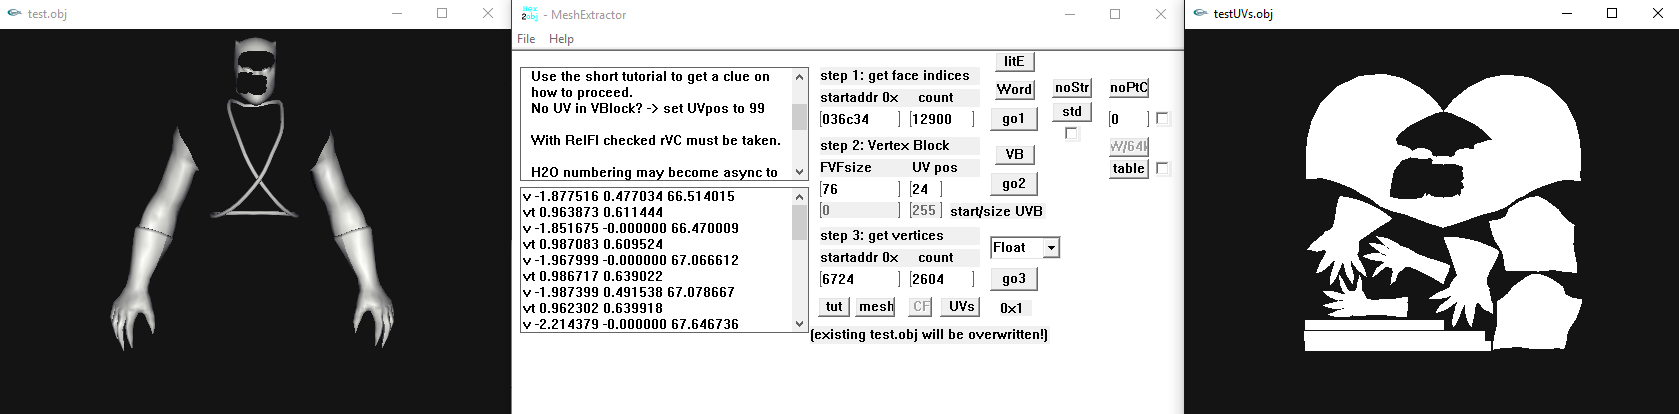 test.obj
Hex
2obj - MeshExtractor
testUVs.obj
File Help
Use the short tutorial to get a clue on
how to proceed.
No UV in VBlock? -> set UVpos to 99
With RelFI checked rVC must be taken.
H2O numbering may become async to
v -1.877516 0.477034 66.514015
vt 0.963873 0.611444
v -1.851675 -0.000000 66.470009
vt 0.987083 0.609524
v -1.967999 -0.000000 67.066612
vt 0.986717 0.639022
v -1.987399 0.491538 67.078667
vt 0.962302 0.639918
v -2.214379 -0.000000 67.646736
step 1: get face indices
startaddr 0x count
036c34 12900
step 2: Vertex Block
FVFsize UV pos
76 24
0 255 start/size UVB
step 3: get vertices
startaddr 0x count
6724 2604
tut mesh CF UVs 0x1
(existing test.obj will be overwritten!)
litE
Word
go1
VB
go2
Float
go3
noStr noPtC
std 0
W/64k
table